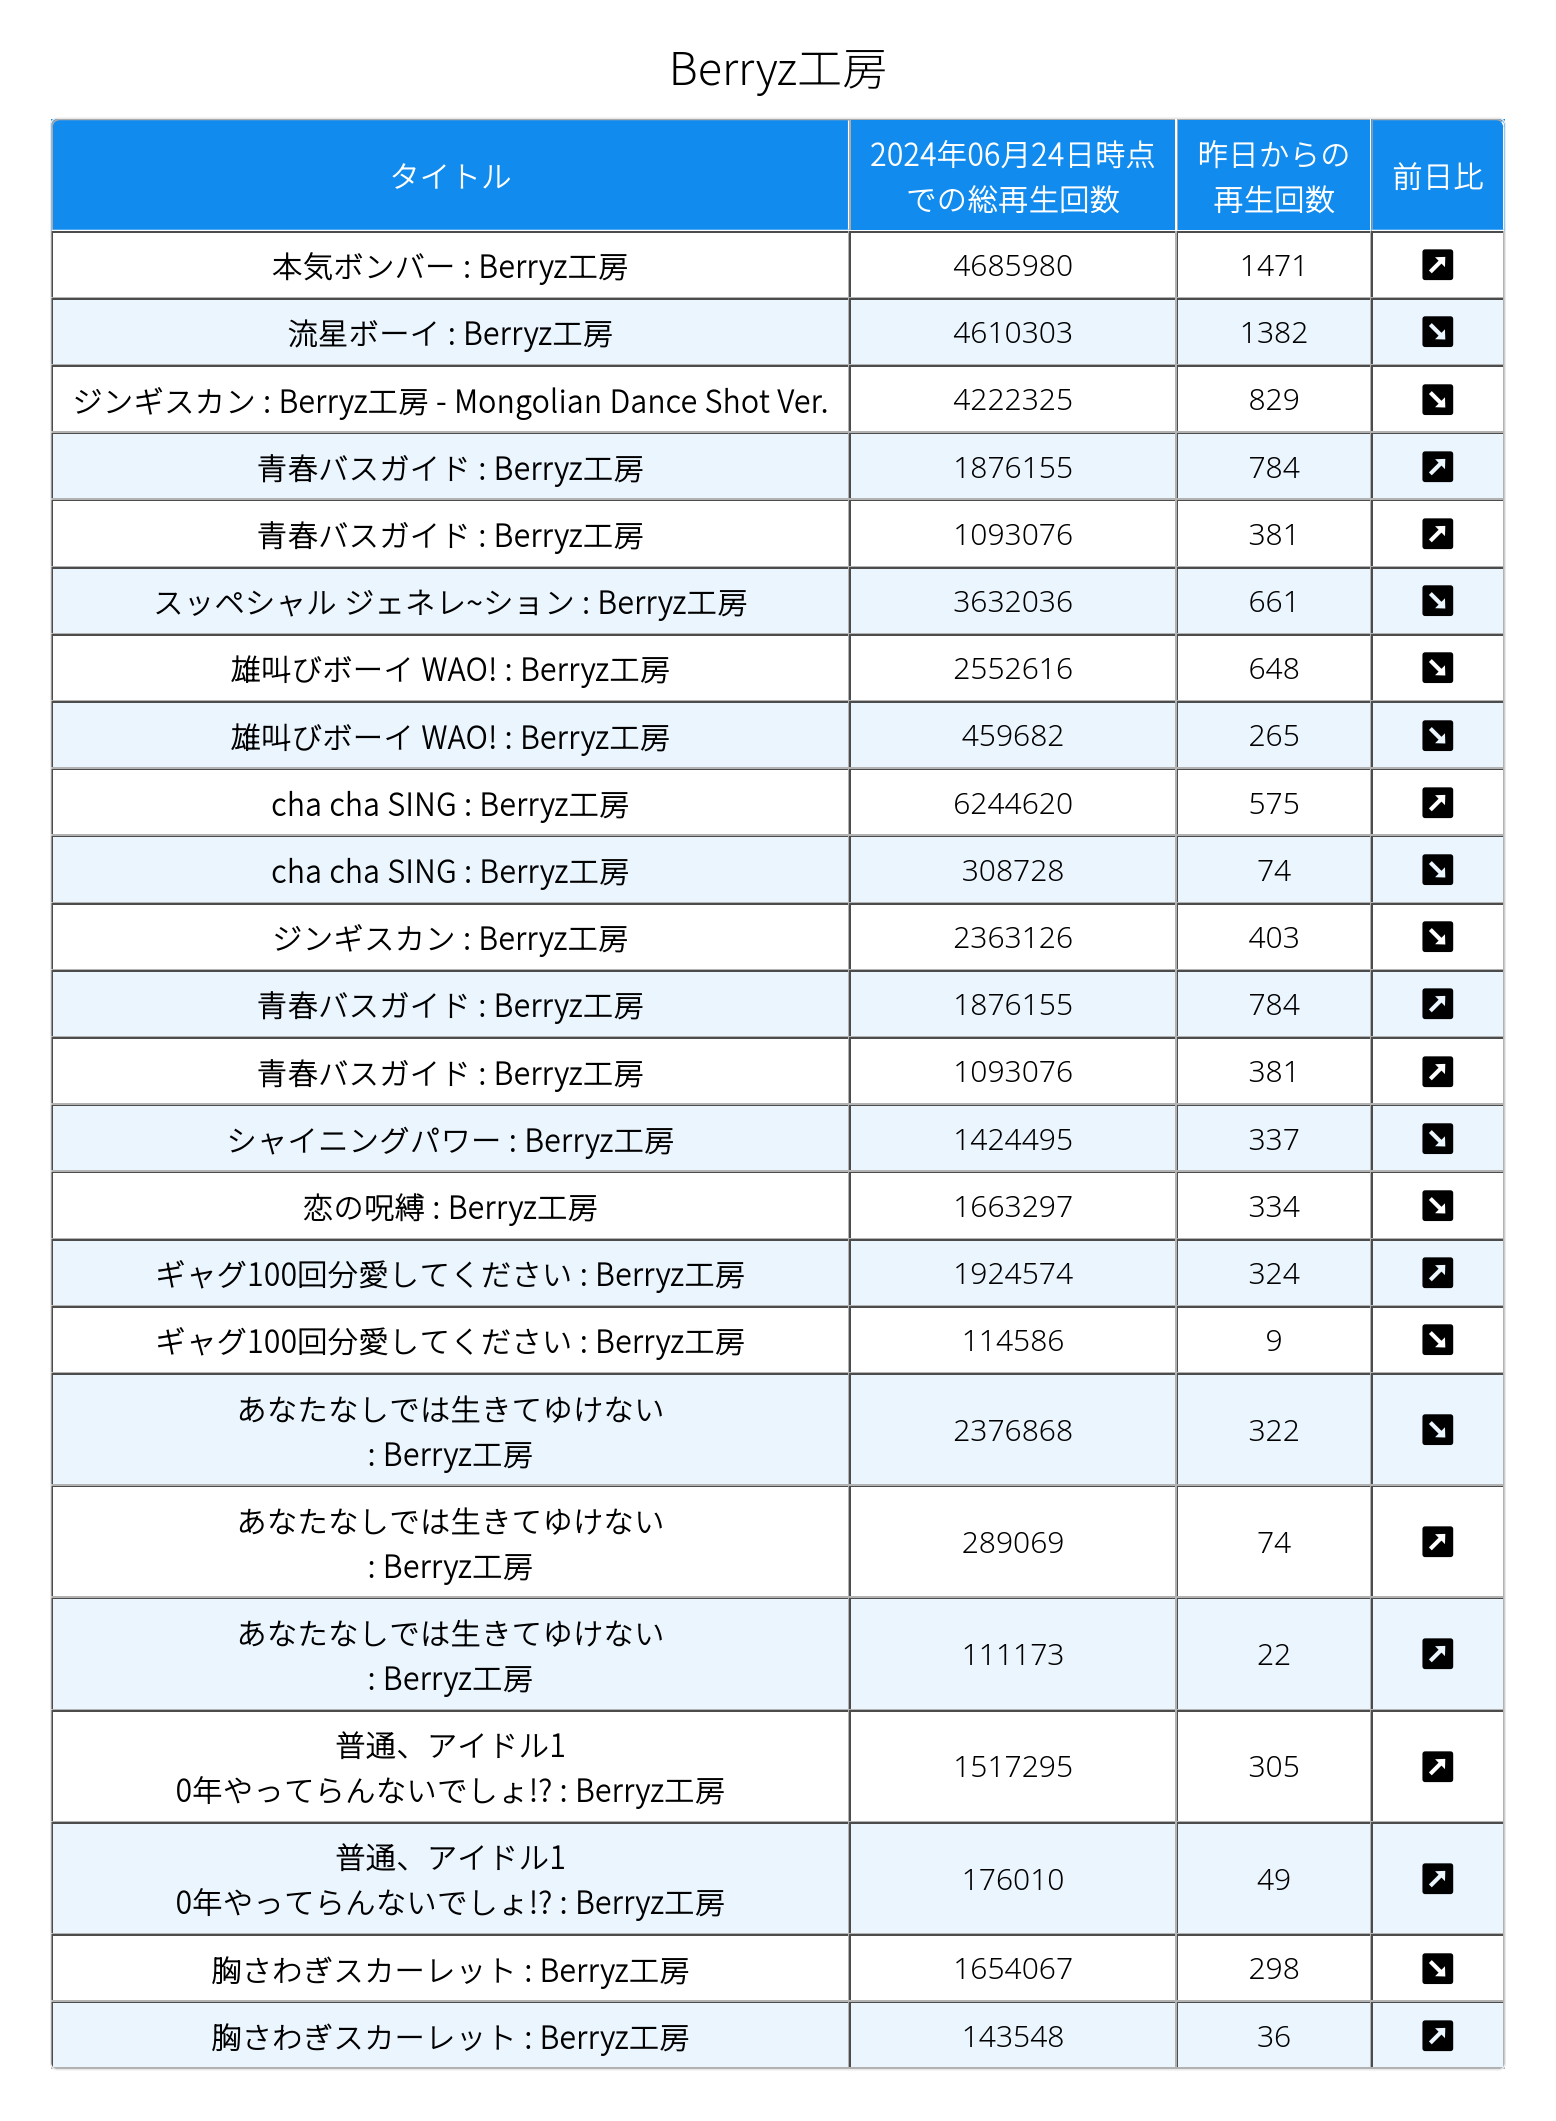 Berryz工房
タイトル
2024年06月24日時点
での総再生回数
昨日からの
再生回数
前日比
本気ボンバー : Berryz工房 4685980 1471 ↗
流星ボーイ : Berryz工房 4610303 1382 ↘
ジンギスカン : Berryz工房 - Mongolian Dance Shot Ver. 4222325 829 ↘
青春バスガイド : Berryz工房 1876155 784 ↗
青春バスガイド : Berryz工房 1093076 381 ↗
スッペシャル ジェネレ~ション : Berryz工房 3632036 661 ↘
雄叫びボーイ WAO! : Berryz工房 2552616 648 ↘
雄叫びボーイ WAO! : Berryz工房 459682 265 ↘
cha cha SING : Berryz工房 6244620 575 ↗
cha cha SING : Berryz工房 308728 74 ↘
ジンギスカン : Berryz工房 2363126 403 ↘
青春バスガイド : Berryz工房 1876155 784 ↗
青春バスガイド : Berryz工房 1093076 381 ↗
シャイニングパワー : Berryz工房 1424495 337 ↘
恋の呪縛 : Berryz工房 1663297 334 ↘
ギャグ100回分愛してください : Berryz工房 1924574 324 ↗
ギャグ100回分愛してください : Berryz工房 114586 9 ↘
あなたなしでは生きてゆけない
: Berryz工房 2376868 322 ↘
あなたなしでは生きてゆけない
: Berryz工房 289069 74 ↗
あなたなしでは生きてゆけない
: Berryz工房 111173 22 ↗
普通、アイドル1
0年やってらんないでしょ!? : Berryz工房 1517295 305 ↗
普通、アイドル1
0年やってらんないでしょ!? : Berryz工房 176010 49 ↗
胸さわぎスカーレット : Berryz工房 1654067 298 ↘
胸さわぎスカーレット : Berryz工房 143548 36 ↗